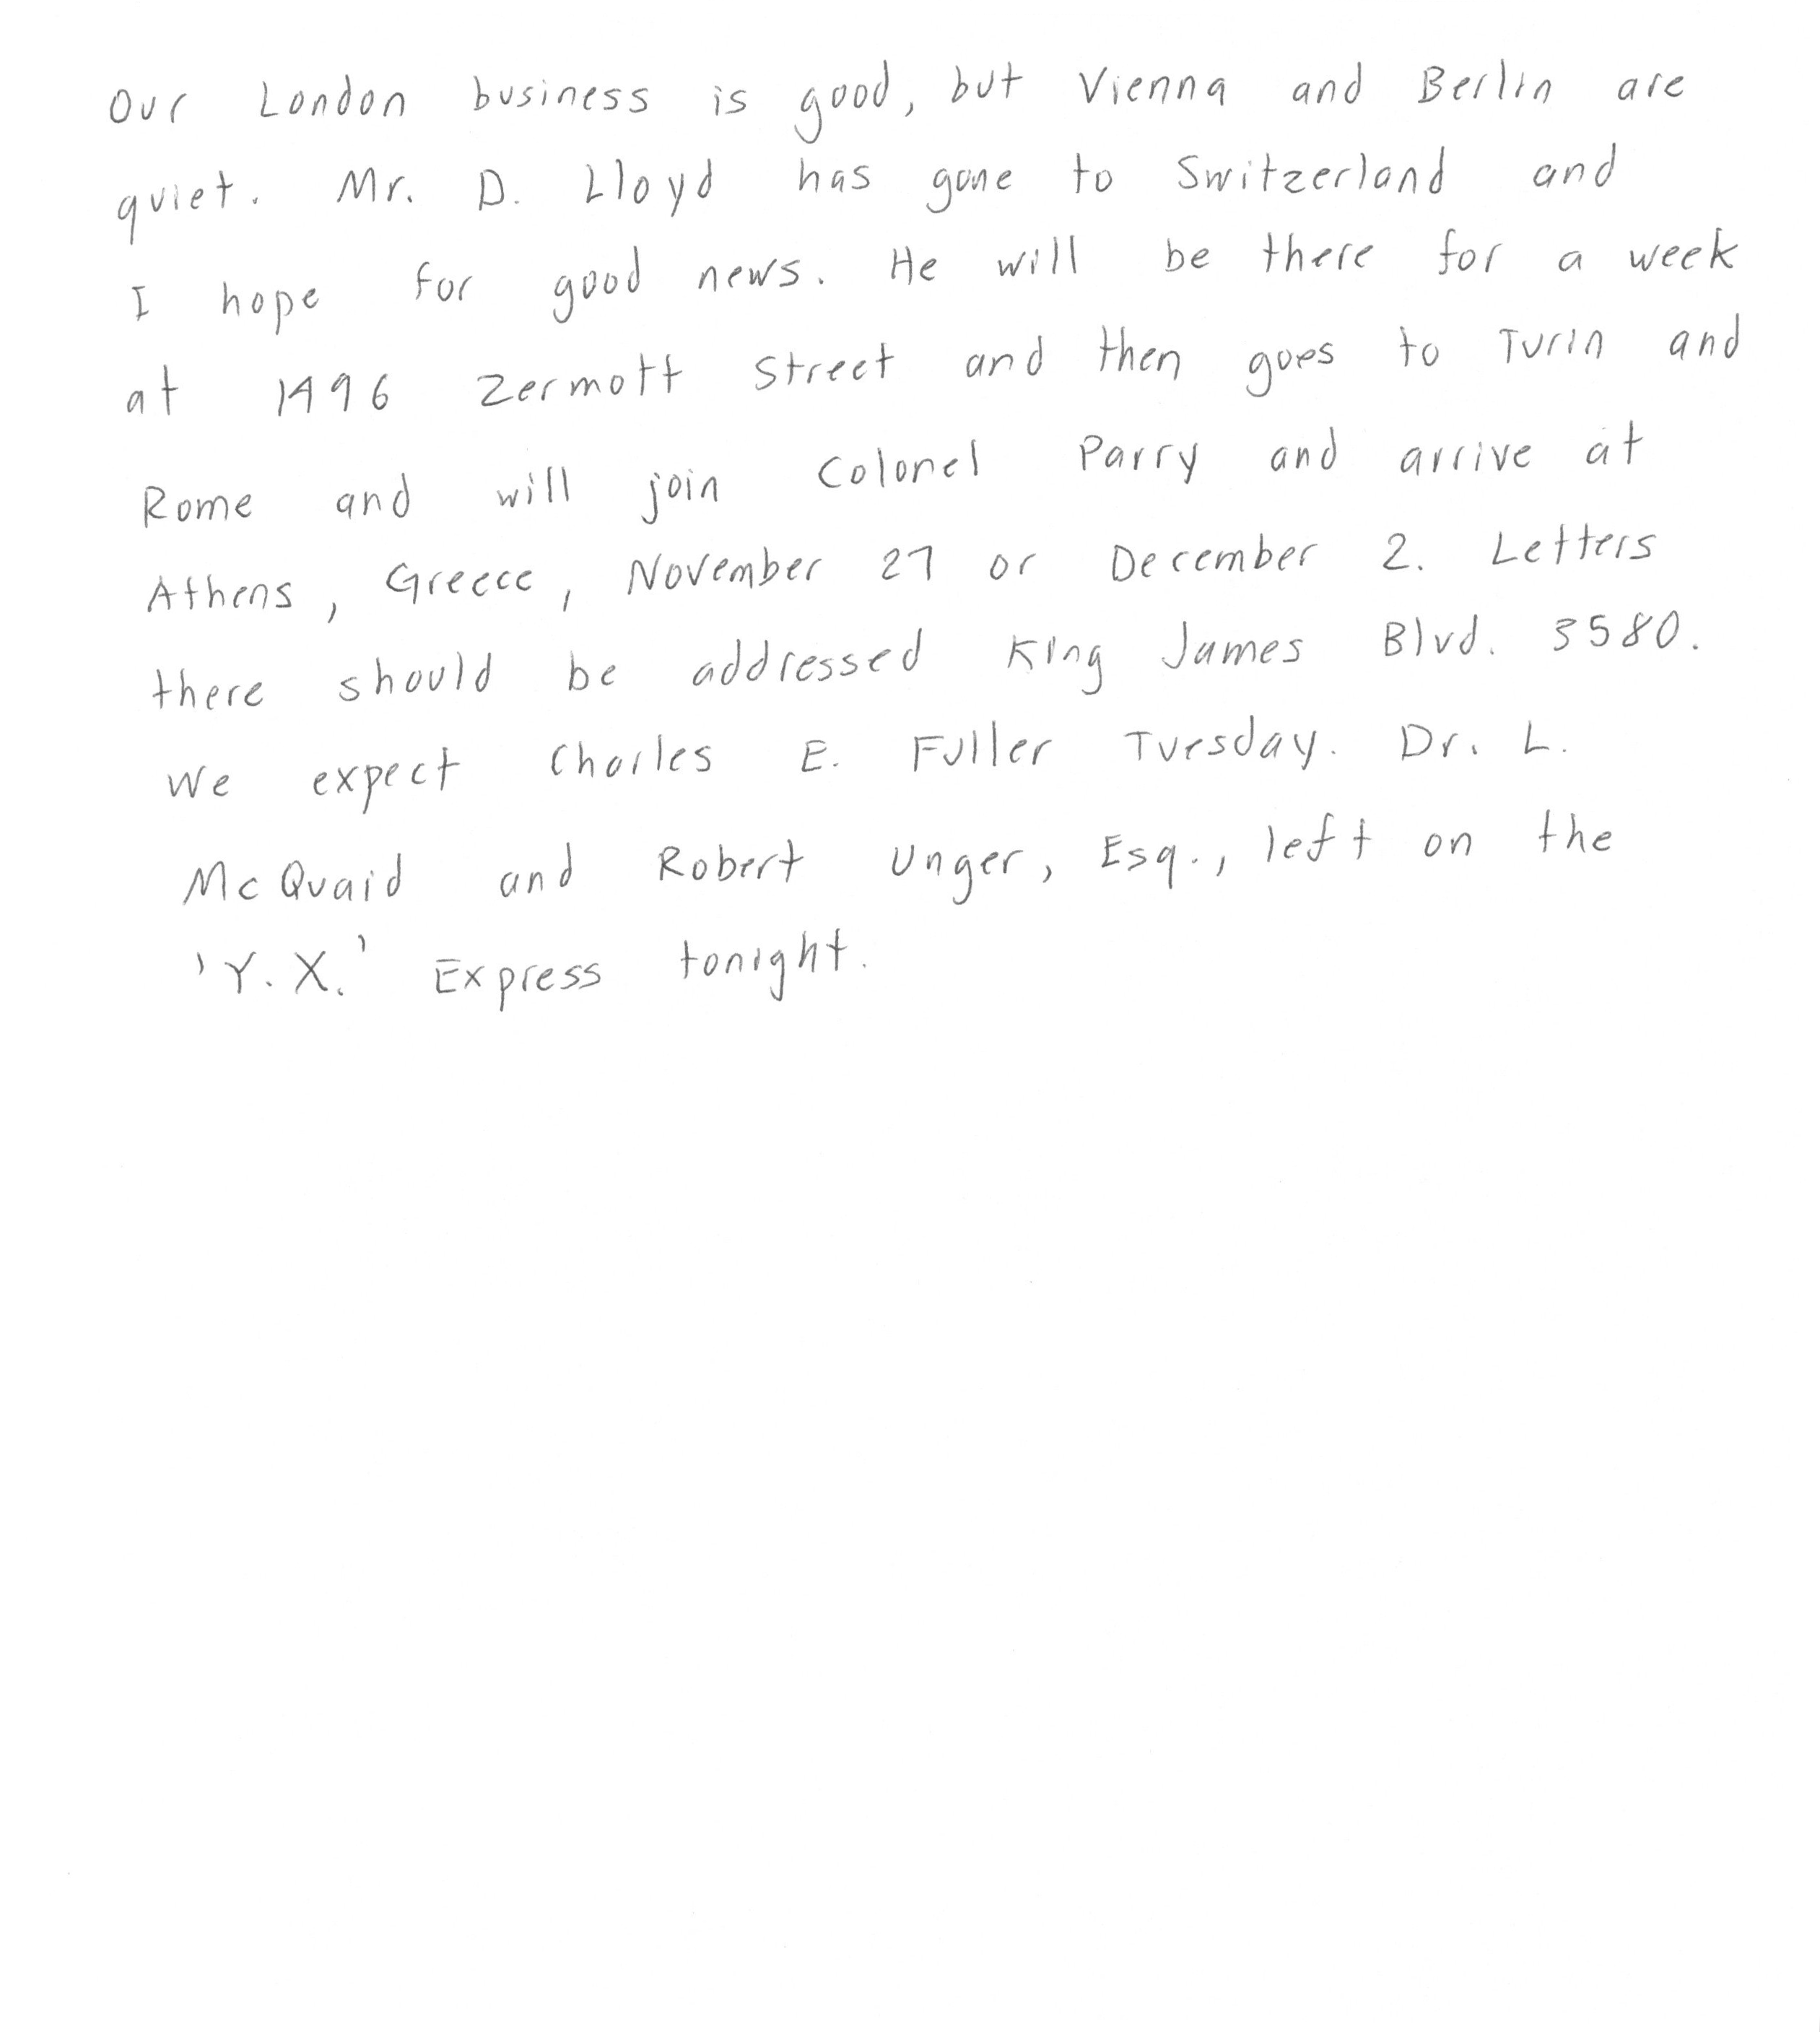 Our London business is good, but Vienna and Berlin are
quiet. Mr. D. Lloyd has gone to Switzerland and
I hope for good news. He will be there for a week
at 1496 Zermott Street and then goes to Turin and
Rome and will join Colonel Parry and arrive at
Athens, Greece, November 27 or December 2. Letters
there should be addressed King James Blvd. 3580.
We expect Charles E. Fuller Tuesday. Dr. L.
McQuaid and Robert Unger, Esq., left on the
'Y.X.' Express tonight.